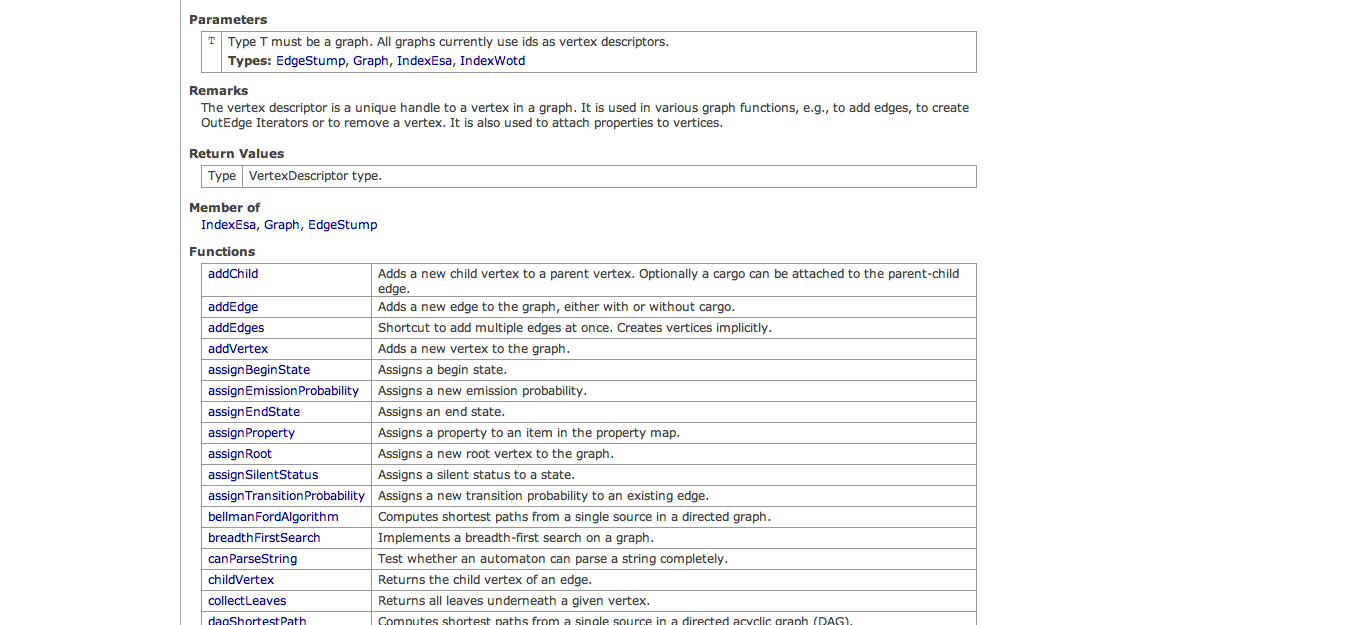 Parameters
T Type T must be a graph. All graphs currently use ids as vertex descriptors.
Types: EdgeStump, Graph, IndexEsa, IndexWotd
Remarks
The vertex descriptor is a unique handle to a vertex in a graph. It is used in various graph functions, e.g., to add edges, to create
OutEdge Iterators or to remove a vertex. It is also used to attach properties to vertices.
Return Values
Type VertexDescriptor type.
Member of
IndexEsa, Graph, EdgeStump
Functions
addChild Adds a new child vertex to a parent vertex. Optionally a cargo can be attached to the parent-child
edge.
addEdge Adds a new edge to the graph, either with or without cargo.
addEdges Shortcut to add multiple edges at once. Creates vertices implicitly.
addVertex Adds a new vertex to the graph.
assignBeginState Assigns a begin state.
assignEmissionProbability Assigns a new emission probability.
assignEndState Assigns an end state.
assignProperty Assigns a property to an item in the property map.
assignRoot Assigns a new root vertex to the graph.
assignSilentStatus Assigns a silent status to a state.
assignTransitionProbability Assigns a new transition probability to an existing edge.
bellmanFordAlgorithm Computes shortest paths from a single source in a directed graph.
breadthFirstSearch Implements a breadth-first search on a graph.
canParseString Test whether an automaton can parse a string completely.
childVertex Returns the child vertex of an edge.
collectLeaves Returns all leaves underneath a given vertex.
dagShortestPath Computes shortest paths from a single source in a directed acyclic graph (DAG).